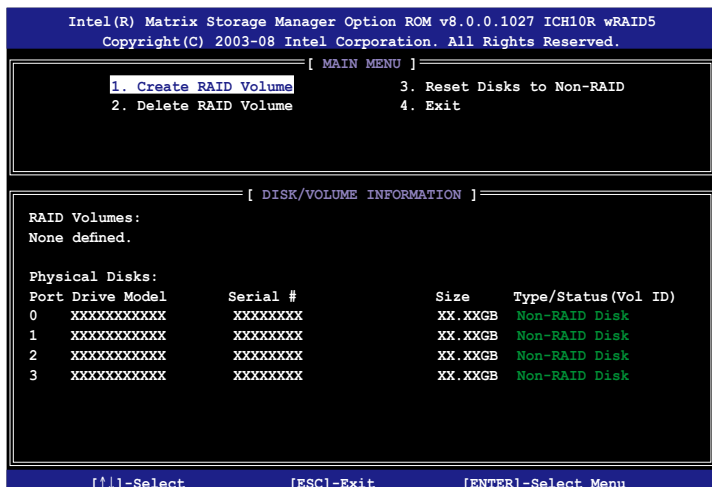 Intel(R) Matrix Storage Manager Option ROM v8.0.0.1027 ICH10R wRAID5
Copyright(C) 2003-08 Intel Corporation. All Rights Reserved.
[ MAIN MENU ]
1. Create RAID Volume 3. Reset Disks to Non-RAID
2. Delete RAID Volume 4. Exit
[ DISK/VOLUME INFORMATION ]
RAID Volumes:
None defined.
Physical Disks:
Port Drive Model Serial # Size Type/Status(Vol ID)
0 XXXXXXXXXXX XXXXXXXX XX.XXGB Non-RAID Disk
1 XXXXXXXXXXX XXXXXXXX XX.XXGB Non-RAID Disk
2 XXXXXXXXXXX XXXXXXXX XX.XXGB Non-RAID Disk
3 XXXXXXXXXXX XXXXXXXX XX.XXGB Non-RAID Disk
[↑↓]-Select [ESC]-Exit [ENTER]-Select Menu